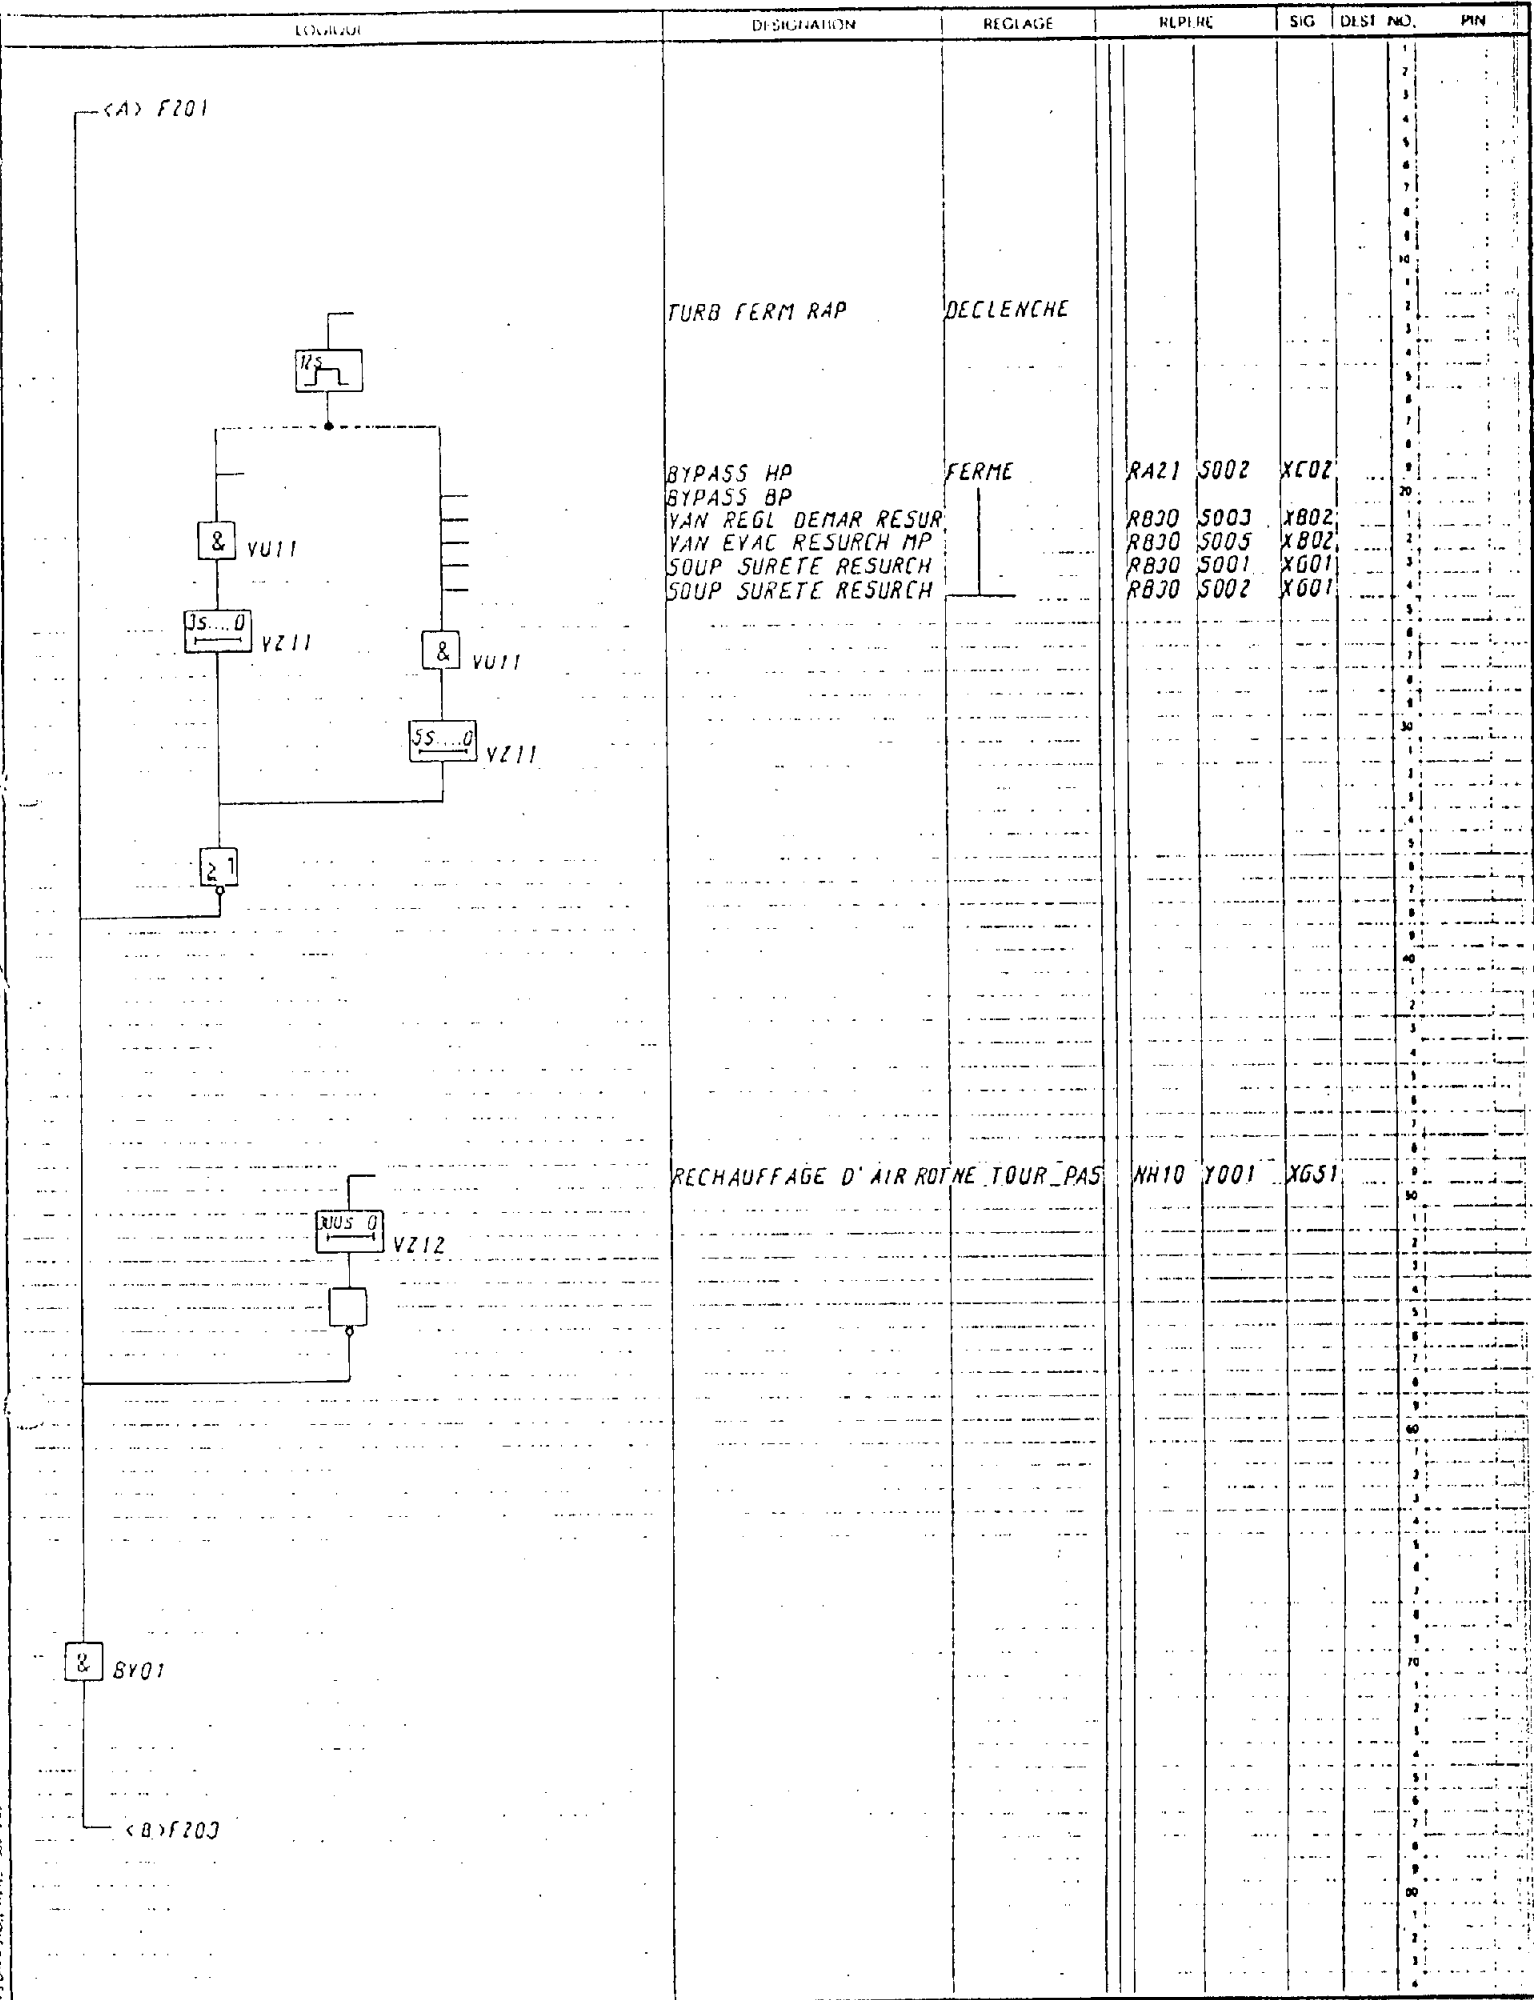 LOGIQUE DESIGNATION REGLAGE REPERE SIG DEST NO. PIN
<A> F201
TURB FERM RAP DECLENCHE
12s
BYPASS HP FERME RA21 S002 XC02
BYPASS BP
VAN REGL DEMAR RESUR RB30 S003 XB02
& VU11
VAN EVAC RESURCH MP RB30 S005 XB02
SOUP SURETE RESURCH RB30 S001 XG01
SOUP SURETE RESURCH RB30 S002 XG01
3s....0 VZ11
& VU11
5s....0 VZ11
≥1
RECHAUFFAGE D'AIR ROT NE TOUR_PAS NH10 Y001 XG51
300s 0 VZ12
& BY01
<B>F203